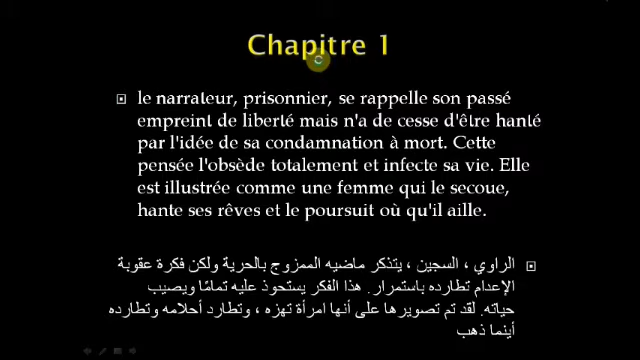 Chapitre 1
le narrateur, prisonnier, se rappelle son passé
empreint de liberté mais n'a de cesse d'être hanté
par l'idée de sa condamnation à mort. Cette
pensée l'obsède totalement et infecte sa vie. Elle
est illustrée comme une femme qui le secoue,
hante ses rêves et le poursuit où qu'il aille.
الراوي ، السجين ، يتذكر ماضيه الممزوج بالحرية ولكن فكرة عقوبة
الإعدام تطارده باستمرار. هذا الفكر يستحوذ عليه تمامًا ويصيب
حياته. لقد تم تصويرها على أنها امرأة تهزه ، وتطارد أحلامه وتطارده
أينما ذهب